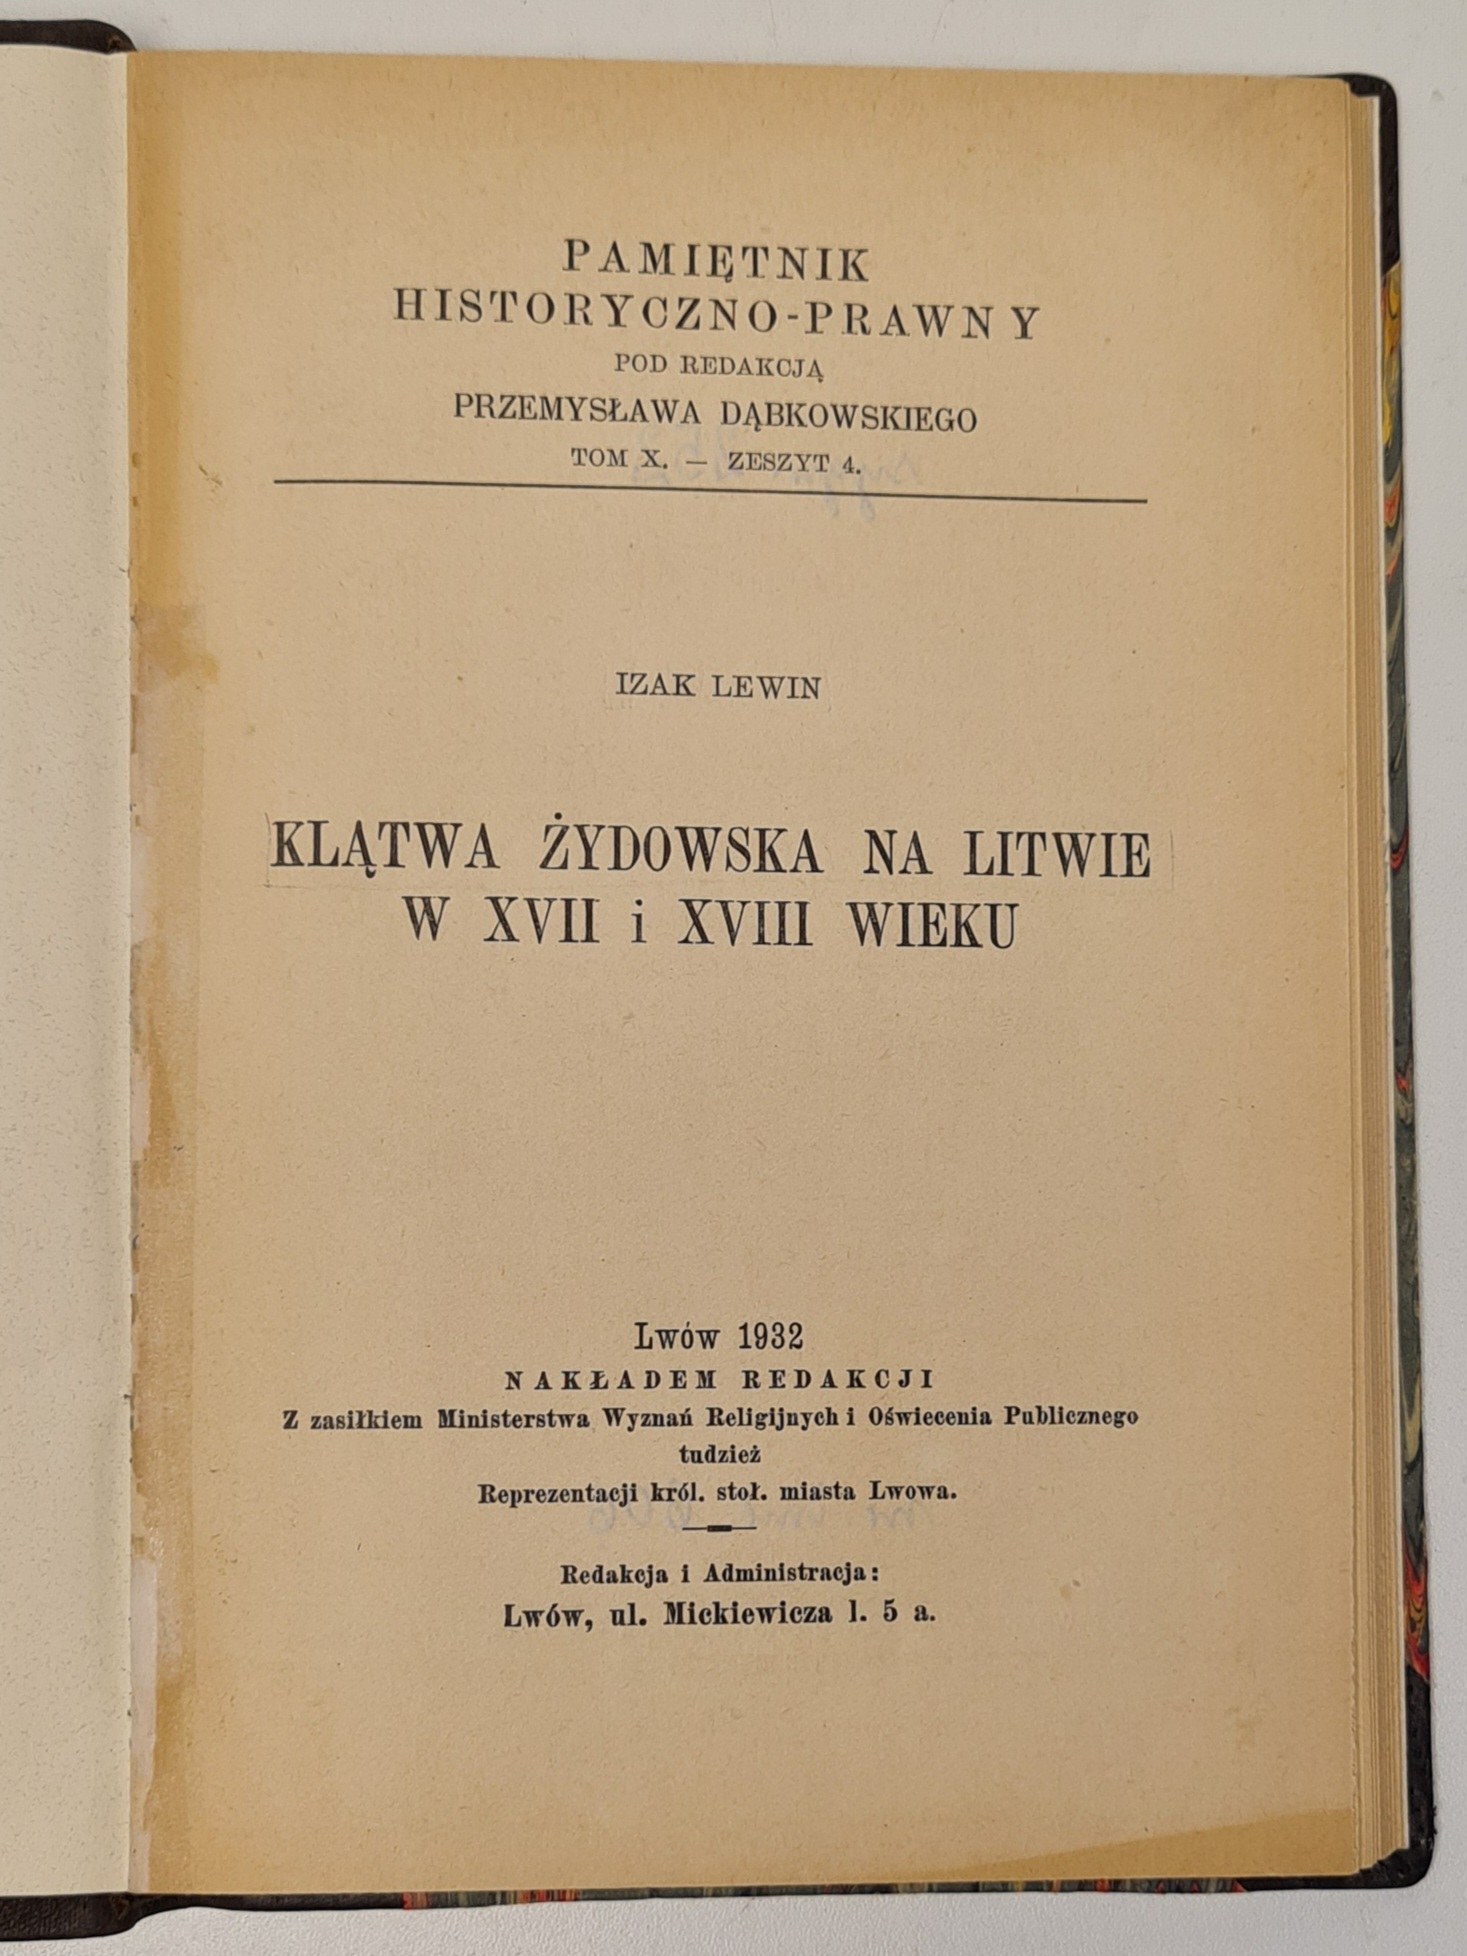 PAMIĘTNIK
HISTORYCZNO-PRAWNY
POD REDAKCJĄ
PRZEMYSŁAWA DĄBKOWSKIEGO
TOM X. — ZESZYT 4.
IZAK LEWIN
KLĄTWA ŻYDOWSKA NA LITWIE
W XVII i XVIII WIEKU
Lwów 1932
NAKŁADEM REDAKCJI
Z zasiłkiem Ministerstwa Wyznań Religijnych i Oświecenia Publicznego
tudzież
Reprezentacji król. stoł. miasta Lwowa.
Redakcja i Administracja:
Lwów, ul. Mickiewicza l. 5 a.